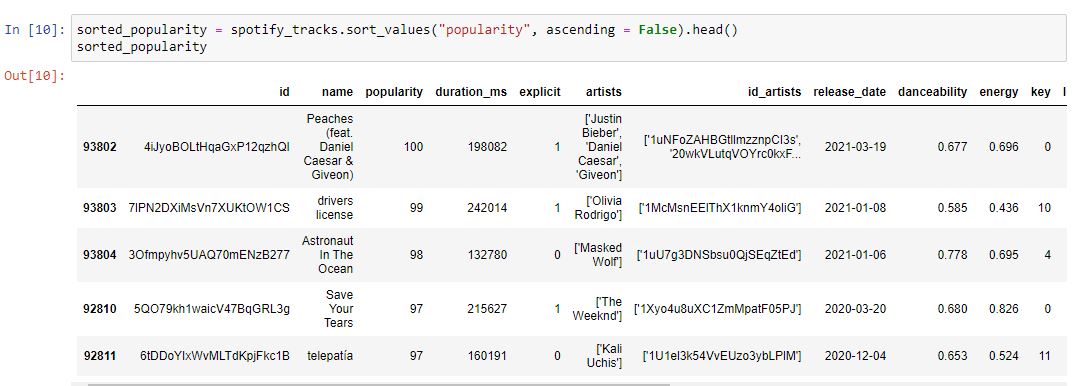 In [10]: sorted_popularity = spotify_tracks.sort_values("popularity", ascending = False).head()
sorted_popularity
Out[10]:
id name popularity duration_ms explicit artists id_artists release_date danceability energy key l
93802 4iJyoBOLtHqaGxP12qzhQI Peaches (feat. Daniel Caesar & Giveon) 100 198082 1 ['Justin Bieber', 'Daniel Caesar', 'Giveon'] ['1uNFoZAHBGtllmzznpCI3s', '20wkVLutqVOYrc0kxF... 2021-03-19 0.677 0.696 0
93803 7lPN2DXiMsVn7XUKtOW1CS drivers license 99 242014 1 ['Olivia Rodrigo'] ['1McMsnEElThX1knmY4oliG'] 2021-01-08 0.585 0.436 10
93804 3Ofmpyhv5UAQ70mENzB277 Astronaut In The Ocean 98 132780 0 ['Masked Wolf'] ['1uU7g3DNSbsu0QjSEqZtEd'] 2021-01-06 0.778 0.695 4
92810 5QO79kh1waicV47BqGRL3g Save Your Tears 97 215627 1 ['The Weeknd'] ['1Xyo4u8uXC1ZmMpatF05PJ'] 2020-03-20 0.680 0.826 0
92811 6tDDoYIxWvMLTdKpjFkc1B telepatía 97 160191 0 ['Kali Uchis'] ['1U1el3k54VvEUzo3ybLPlM'] 2020-12-04 0.653 0.524 11